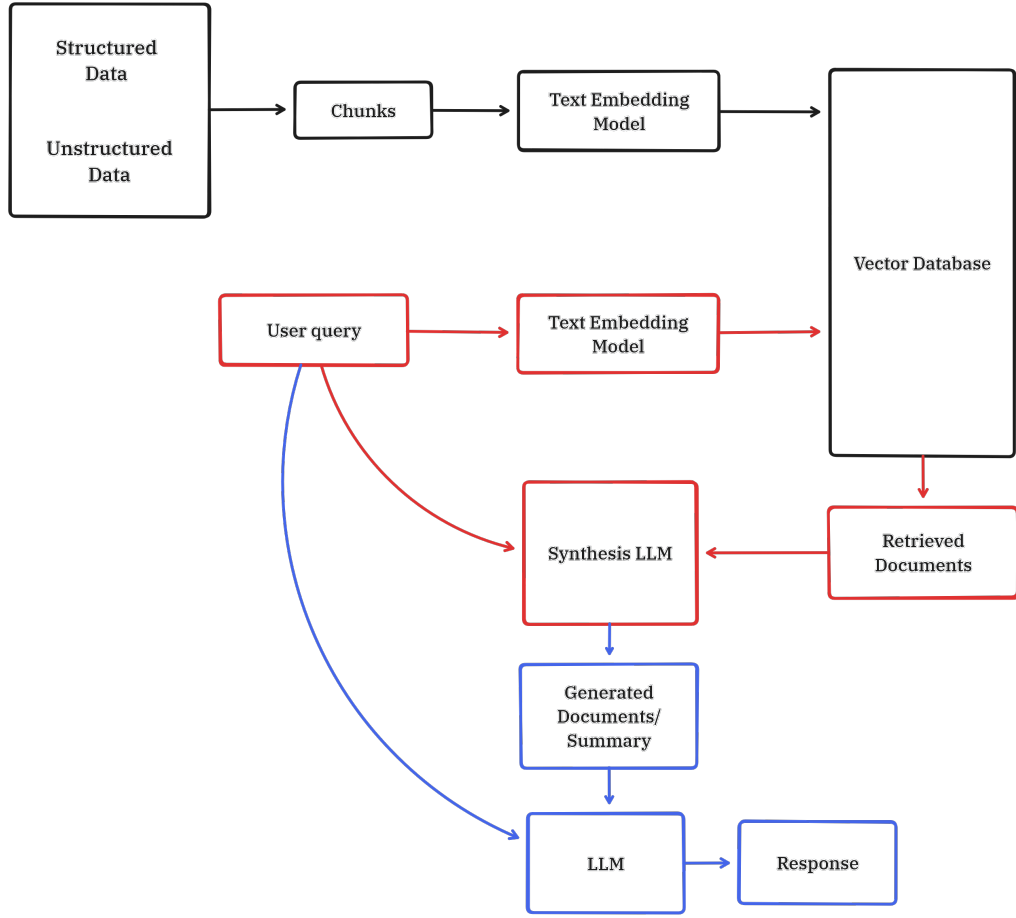 Structured
Data
Unstructured
Data
Chunks
Text Embedding
Model
Vector Database
User query
Text Embedding
Model
Synthesis LLM
Retrieved
Documents
Generated
Documents/
Summary
LLM
Response